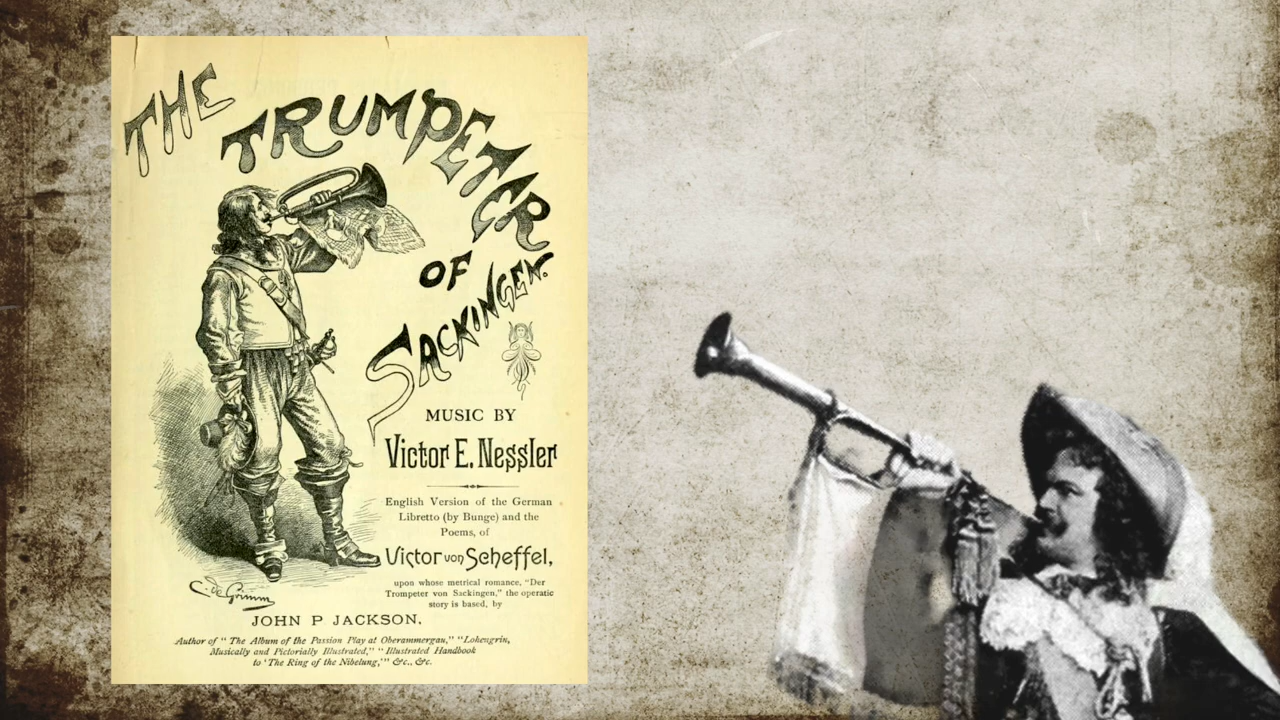 THE
TRUMPETER
OF
SACKINGEN.
MUSIC BY
Victor E. Nessler
English Version of the German
Libretto (by Bunge) and the
Poems, of
Victor von Scheffel,
upon whose metrical romance, "Der
Trompeter von Sackingen," the operatic
story is based, by
C. de Grimm
JOHN P JACKSON,
Author of " The Album of the Passion Play at Oberammergau," "Lohengrin,
Musically and Pictorially Illustrated," " Illustrated Handbook
to 'The Ring of the Nibelung,'" &c., &c.